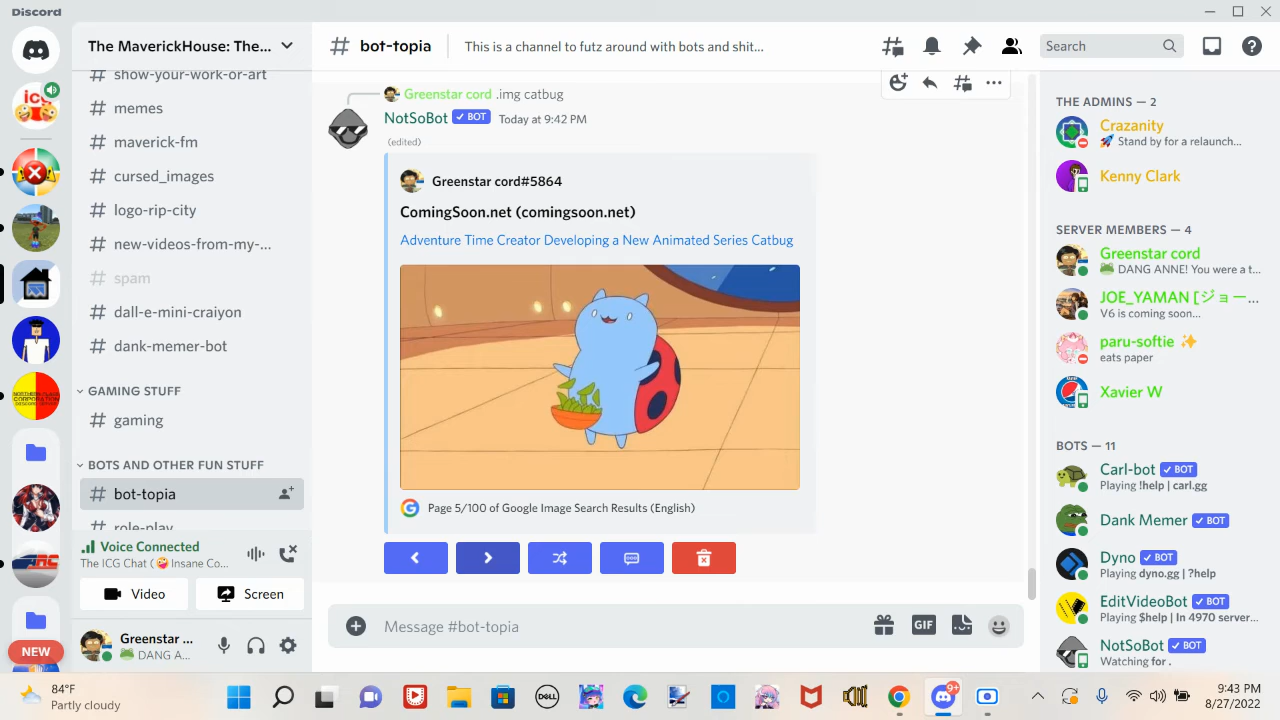 Discord
The MaverickHouse: The...
show-your-work-or-art
memes
maverick-fm
cursed_images
logo-rip-city
new-videos-from-my-...
spam
dall-e-mini-craiyon
dank-memer-bot
GAMING STUFF
gaming
BOTS AND OTHER FUN STUFF
bot-topia
role-play
Voice Connected
The ICG Chat (🤪 Insane Co...
Video
Screen
Greenstar ...
DANG A...
NEW
# bot-topia
This is a channel to futz around with bots and shit...
Search
Greenstar cord .img catbug
NotSoBot ✓ BOT Today at 9:42 PM
(edited)
Greenstar cord#5864
ComingSoon.net (comingsoon.net)
Adventure Time Creator Developing a New Animated Series Catbug
Page 5/100 of Google Image Search Results (English)
Message #bot-topia
GIF
THE ADMINS — 2
Crazanity
🚀 Stand by for a relaunch...
Kenny Clark
SERVER MEMBERS — 4
Greenstar cord
DANG ANNE! You were a t...
JOE_YAMAN [ジョー...
V6 is coming soon...
paru-softie ✨
eats paper
Xavier W
BOTS — 11
Carl-bot ✓ BOT
Playing !help | carl.gg
Dank Memer ✓ BOT
Dyno ✓ BOT
Playing dyno.gg | ?help
EditVideoBot ✓ BOT
Playing $help | In 4970 server...
NotSoBot ✓ BOT
Watching for .
84°F
Partly cloudy
DELL
9+
9:43 PM
8/27/2022